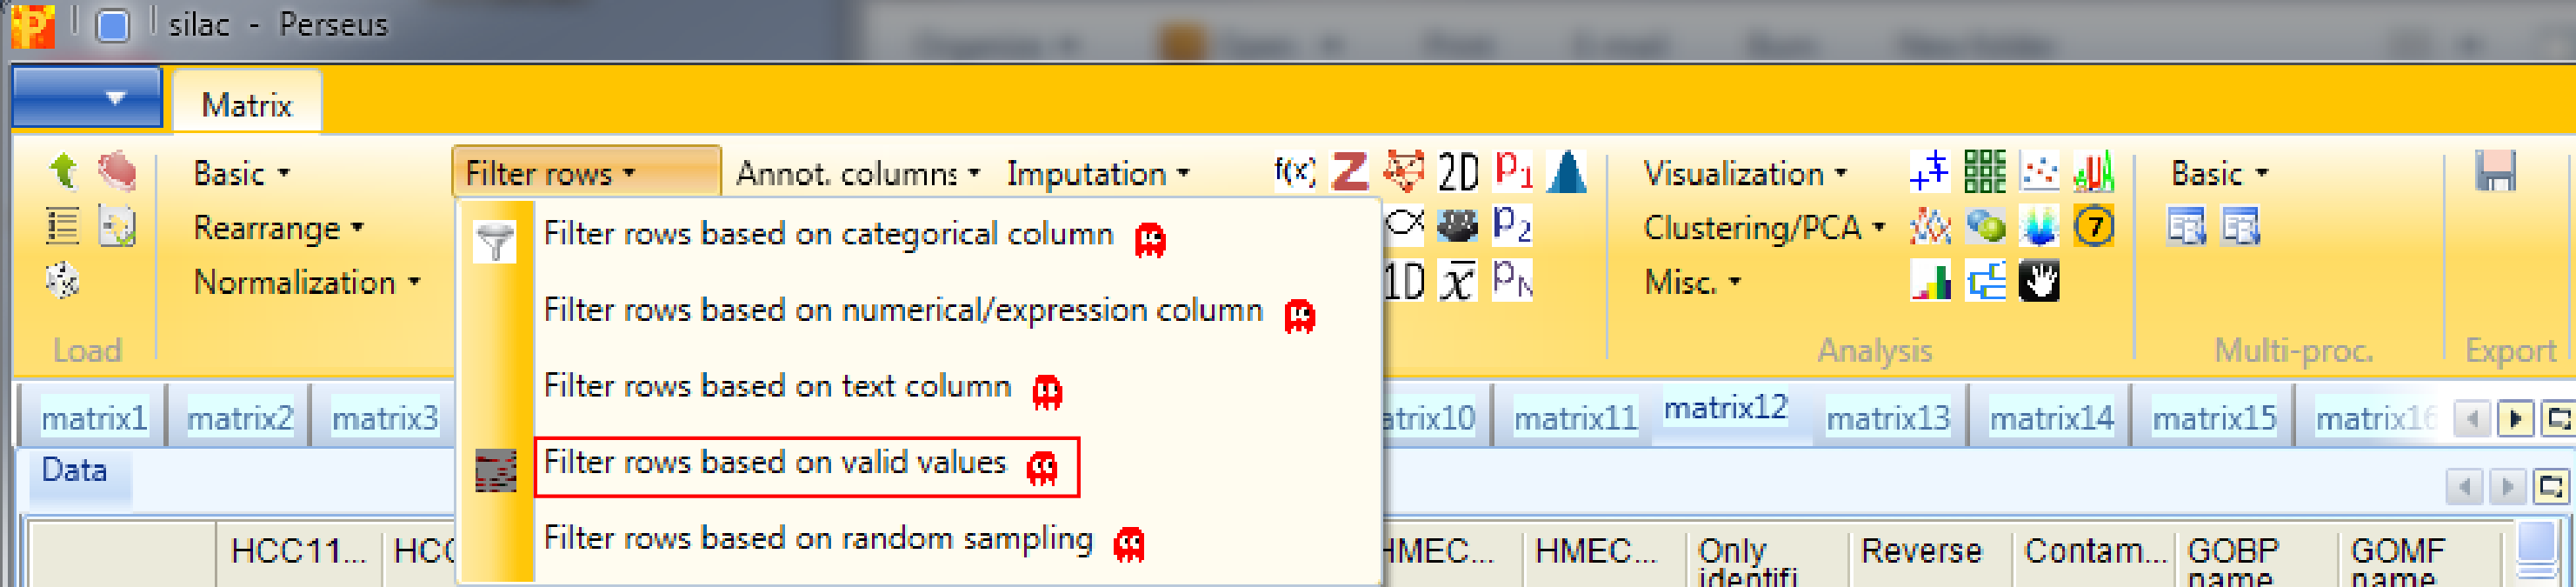 silac - Perseus
Matrix
Basic
Filter rows
Annot. columns
Imputation
f(x) Z 2D p1
Visualization
Basic
Rearrange
p2
Clustering/PCA
7
Normalization
1D x pN
Misc.
Load
Analysis
Multi-proc.
Export
Filter rows based on categorical column
Filter rows based on numerical/expression column
Filter rows based on text column
Filter rows based on valid values
Filter rows based on random sampling
matrix1 matrix2 matrix3 atrix10 matrix11 matrix12 matrix13 matrix14 matrix15 matrix16
Data
HCC11... HCC HMEC... HMEC... Only identifi Reverse Contam... GOBP name GOMF name